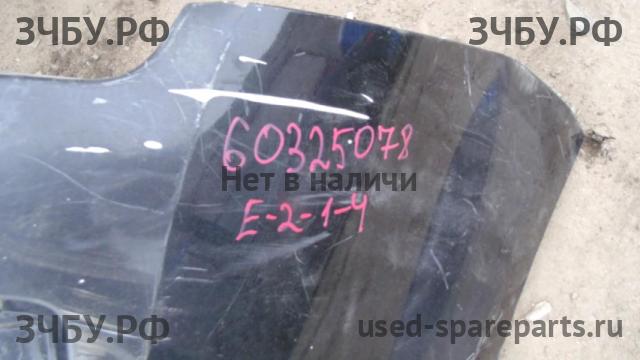 ЗЧБУ.РФ ЗЧБУ.РФ
60325078
Нет в наличи
E-2-1-4
ЗЧБУ.РФ used-spareparts.ru